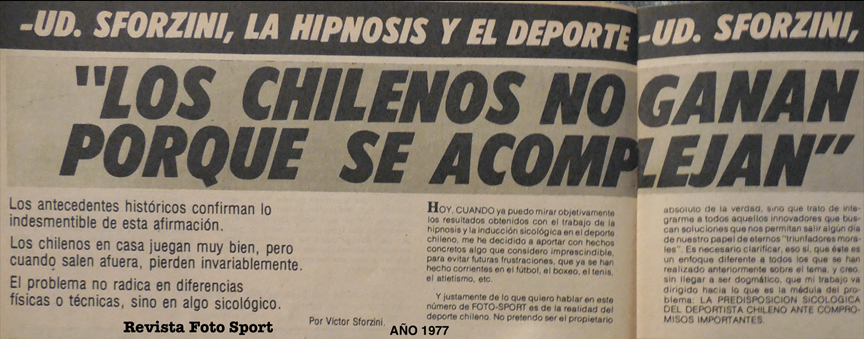 -UD. SFORZINI, LA HIPNOSIS Y EL DEPORTE -UD. SFORZINI,
"LOS CHILENOS NO GANAN
PORQUE SE ACOMPLEJAN"
Los antecedentes históricos confirman lo
indesmentible de esta afirmación.
Los chilenos en casa juegan muy bien, pero
cuando salen afuera, pierden invariablemente.
El problema no radica en diferencias
físicas o técnicas, sino en algo sicológico.
Por Víctor Sforzini.
HOY, CUANDO ya puedo mirar objetivamente
los resultados obtenidos con el trabajo de la
hipnosis y la inducción sicológica en el deporte
chileno, me he decidido a aportar con hechos
concretos algo que considero imprescindible,
para evitar futuras frustraciones, que ya se han
hecho corrientes en el fútbol, el boxeo, el tenis,
el atletismo, etc.
Y justamente de lo que quiero hablar en este
número de FOTO-SPORT es de la realidad del
deporte chileno. No pretendo ser el propietario
absoluto de la verdad, sino que trato de inte-
grarme a todos aquellos innovadores que bus-
can soluciones que nos permitan salir algún día
de nuestro papel de eternos "triunfadores mora-
les". Es necesario clarificar, eso sí, que éste es
un enfoque diferente a todos los que se han
realizado anteriormente sobre el tema, y creo,
sin llegar a ser dogmático, que mi trabajo va
dirigido hacia lo que es la médula del pro-
blema: LA PREDISPOSICION SICOLOGICA
DEL DEPORTISTA CHILENO ANTE COMPRO-
MISOS IMPORTANTES.
Revista Foto Sport
AÑO 1977